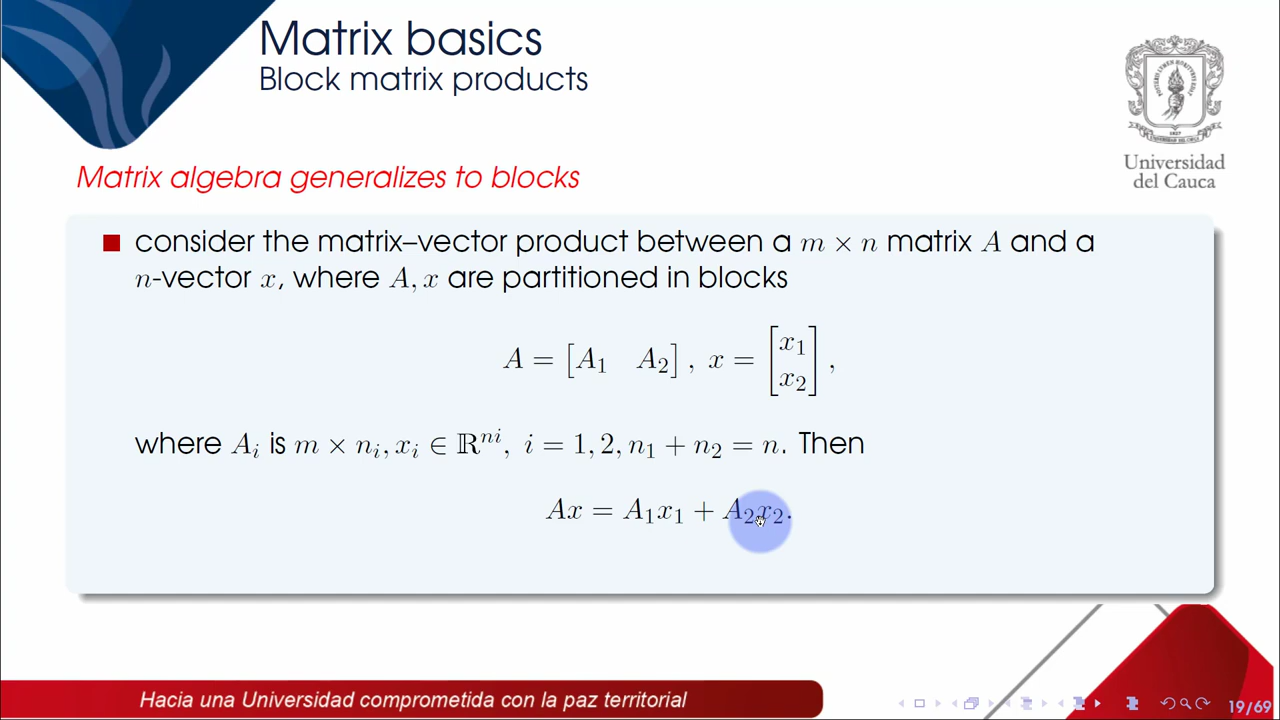 Matrix basics
Block matrix products
Universidad
del Cauca
Matrix algebra generalizes to blocks
consider the matrix–vector product between a m × n matrix A and a
n-vector x, where A, x are partitioned in blocks
A = [A₁ A₂] , x = [x₁ x₂] ,
where Aᵢ is m × nᵢ, xᵢ ∈ ℝⁿⁱ, i = 1, 2, n₁ + n₂ = n. Then
Ax = A₁x₁ + A₂x₂.
Hacia una Universidad comprometida con la paz territorial
19/69